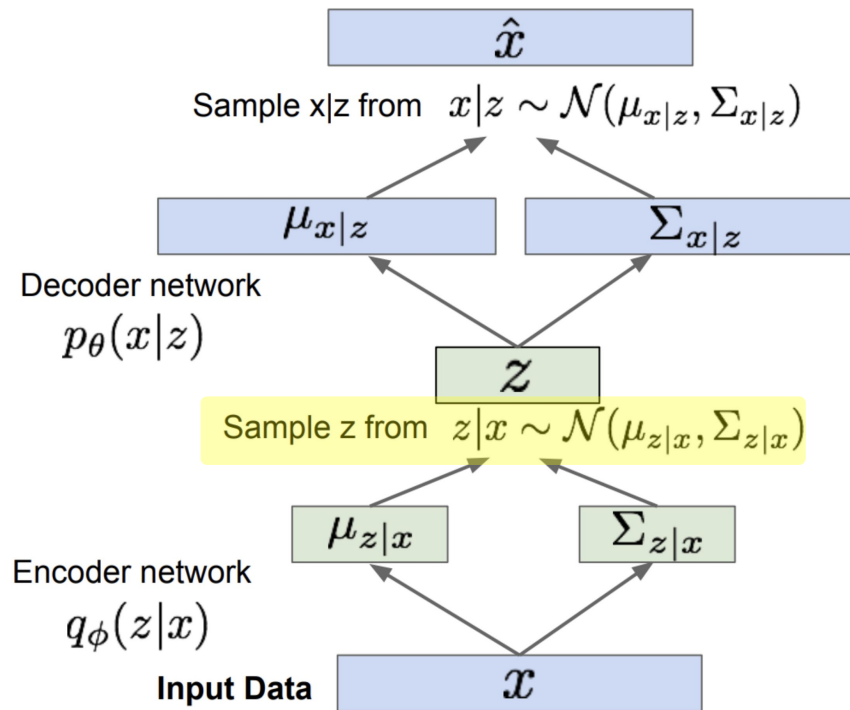 x̂
Sample x|z from x|z ∼ 𝒩(μ_{x|z}, Σ_{x|z})
μ_{x|z} Σ_{x|z}
Decoder network
p_θ(x|z)
z
Sample z from z|x ∼ 𝒩(μ_{z|x}, Σ_{z|x})
μ_{z|x} Σ_{z|x}
Encoder network
q_ϕ(z|x)
Input Data x